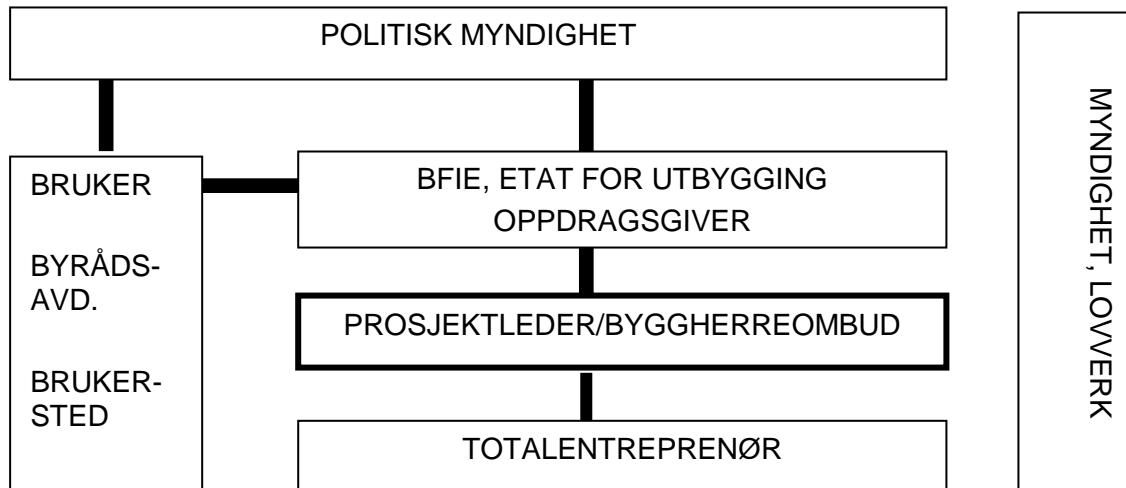 POLITISK MYNDIGHET
BRUKER
BYRÅDS-
AVD.
BRUKER-
STED
BFIE, ETAT FOR UTBYGGING
OPPDRAGSGIVER
PROSJEKTLEDER/BYGGHERREOMBUD
TOTALENTREPRENØR
MYNDIGHET, LOVVERK